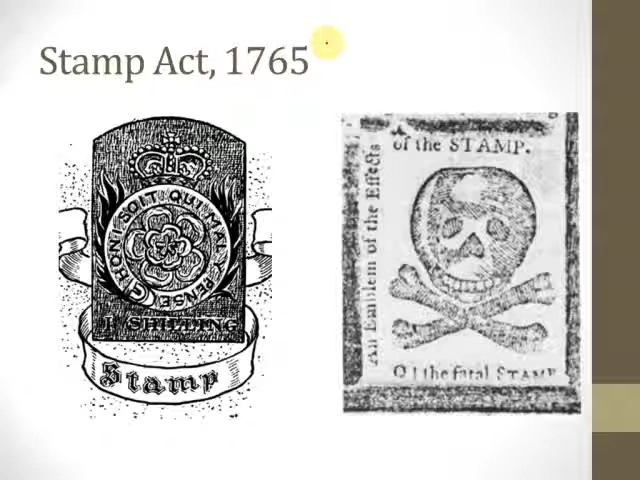 Stamp Act, 1765
HONI SOIT QUI MAL Y PENSE
1 SHILLING
Stamp
An Emblem of the Effects
of the STAMP.
O! the fatal STAMP